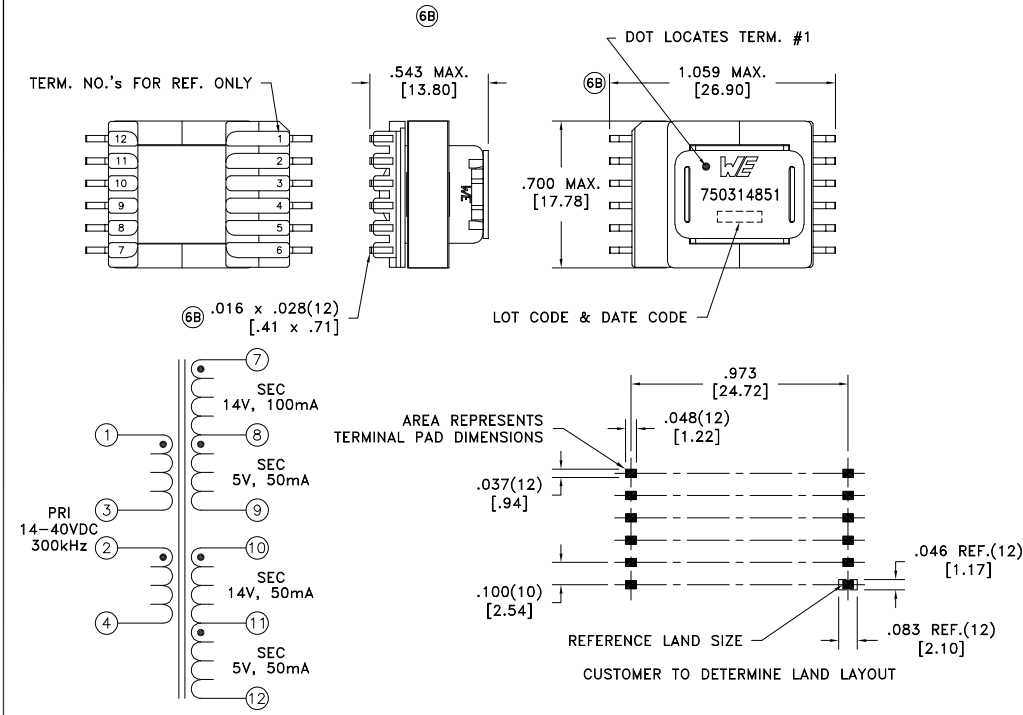 6B
DOT LOCATES TERM. #1
TERM. NO.'s FOR REF. ONLY
.543 MAX.
[13.80]
6B
1.059 MAX.
[26.90]
12
11
10
9
8
7
1
2
3
4
5
6
WE
.700 MAX.
[17.78]
WE
750314851
6B
.016 x .028(12)
[.41 x .71]
LOT CODE & DATE CODE
7
SEC
14V, 100mA
1
8
SEC
5V, 50mA
3
9
PRI
14-40VDC
300kHz
2
10
SEC
14V, 50mA
4
11
SEC
5V, 50mA
12
.973
[24.72]
AREA REPRESENTS
TERMINAL PAD DIMENSIONS
.048(12)
[1.22]
.037(12)
[.94]
.100(10)
[2.54]
.046 REF.(12)
[1.17]
REFERENCE LAND SIZE
.083 REF.(12)
[2.10]
CUSTOMER TO DETERMINE LAND LAYOUT